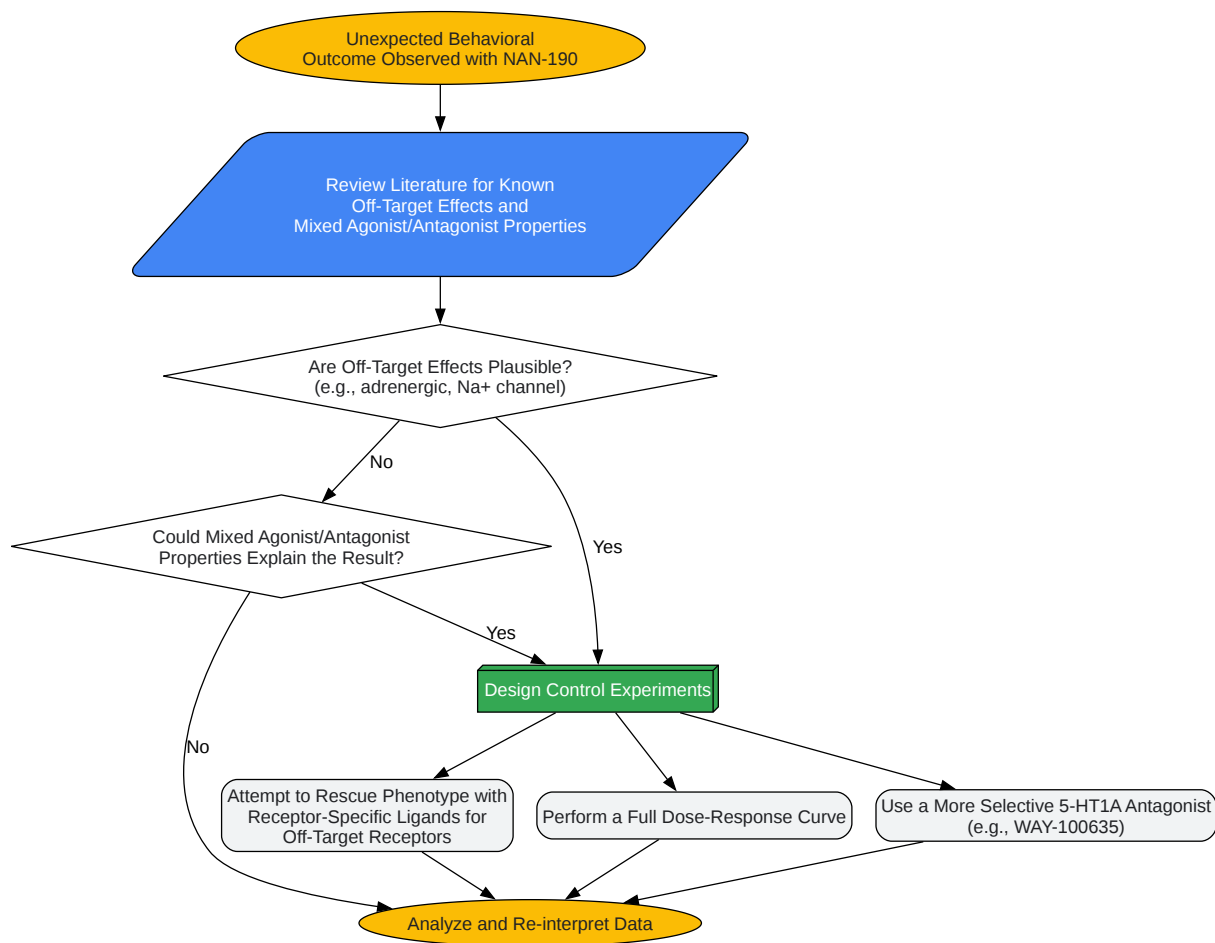 Unexpected Behavioral
Outcome Observed with NAN-190
Review Literature for Known
Off-Target Effects and
Mixed Agonist/Antagonist Properties
Are Off-Target Effects Plausible?
(e.g., adrenergic, Na+ channel)
No
Could Mixed Agonist/Antagonist
Properties Explain the Result?
Yes
Yes
Design Control Experiments
No
Attempt to Rescue Phenotype with
Receptor-Specific Ligands for
Off-Target Receptors
Perform a Full Dose-Response Curve
Use a More Selective 5-HT1A Antagonist
(e.g., WAY-100635)
Analyze and Re-interpret Data